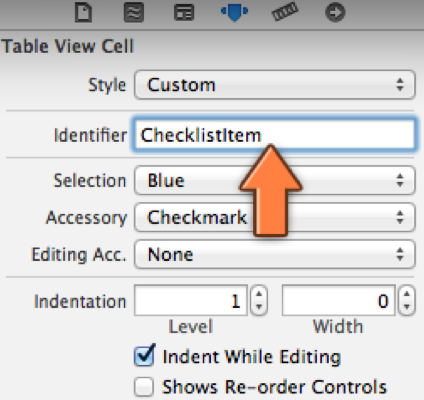 Table View Cell
Style Custom
Identifier ChecklistItem
Selection Blue
Accessory Checkmark
Editing Acc. None
Indentation 1 0
Level Width
Indent While Editing
Shows Re-order Controls